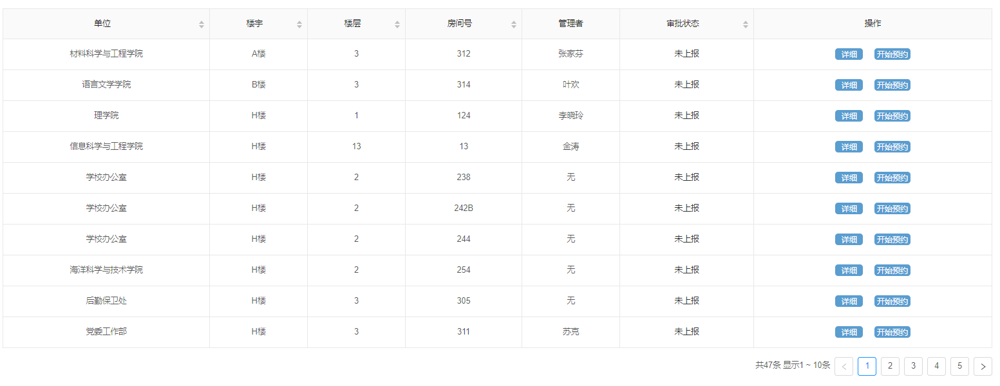 单位 楼宇 楼层 房间号 管理者 审批状态 操作
材料科学与工程学院 A楼 3 312 张家芬 未上报 详细 开始预约
语言文学学院 B楼 3 314 叶欢 未上报 详细 开始预约
理学院 H楼 1 124 李晓玲 未上报 详细 开始预约
信息科学与工程学院 H楼 13 13 金涛 未上报 详细 开始预约
学校办公室 H楼 2 238 无 未上报 详细 开始预约
学校办公室 H楼 2 242B 无 未上报 详细 开始预约
学校办公室 H楼 2 244 无 未上报 详细 开始预约
海洋科学与技术学院 H楼 2 254 无 未上报 详细 开始预约
后勤保卫处 H楼 3 305 无 未上报 详细 开始预约
党委工作部 H楼 3 311 苏克 未上报 详细 开始预约
共47条 显示1 ~ 10条 < 1 2 3 4 5 >